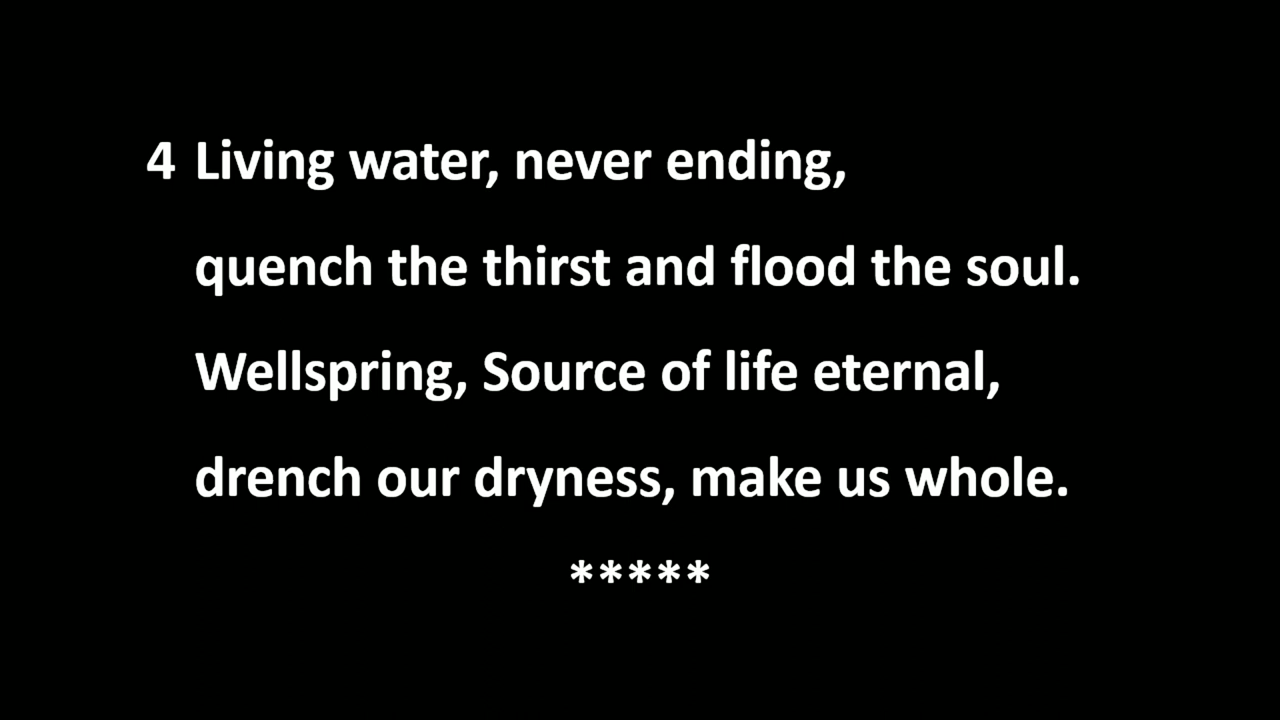 4 Living water, never ending,
quench the thirst and flood the soul.
Wellspring, Source of life eternal,
drench our dryness, make us whole.
*****